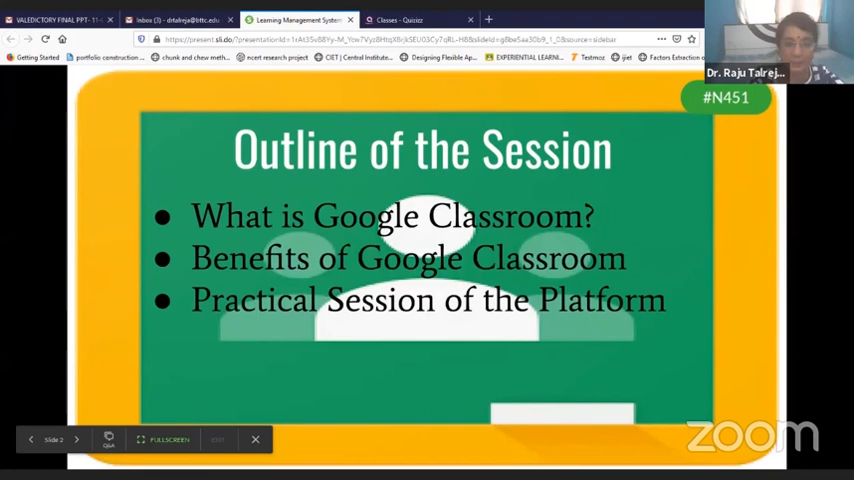 VALEDICTORY FINAL PPT- 11-
Inbox (3) - drtalreja@bttc.edu
Learning Management System
Classes - Quizizz
Getting Started
portfolio construction...
chunk and chew meth...
ncert research project
CIET | Central Institute...
Designing Flexible Ap...
EXPERIENTIAL LEARN...
Testmoz
ijiet
Factors Extraction o
Dr. Raju Talrej...
#N451
Outline of the Session
● What is Google Classroom?
● Benefits of Google Classroom
● Practical Session of the Platform
Slide 2
Q&A
FULLSCREEN
EXIT
zoom